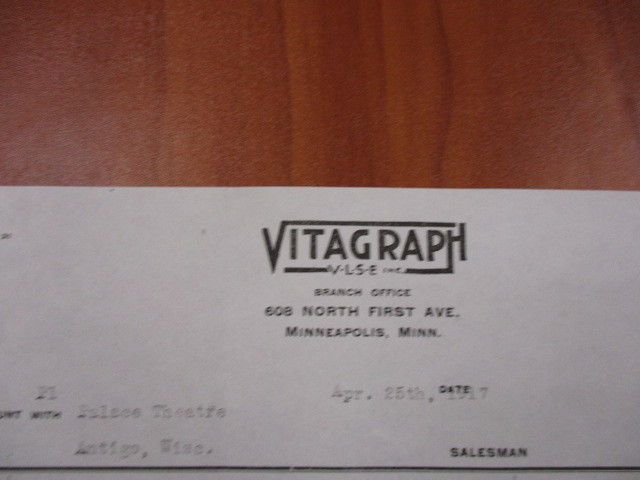 VITAGRAPH
V·L·S·E INC.
BRANCH OFFICE
608 NORTH FIRST AVE.
MINNEAPOLIS, MINN.
Apr. 25th, 1917 DATE
WITH Palace Theatre
Antigo, Wisc.
SALESMAN